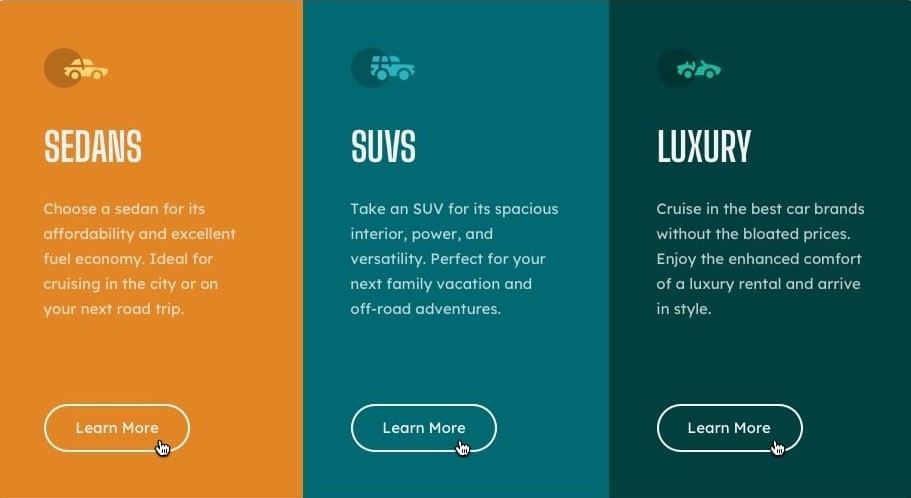 SEDANS
Choose a sedan for its
affordability and excellent
fuel economy. Ideal for
cruising in the city or on
your next road trip.
Learn More
SUVS
Take an SUV for its spacious
interior, power, and
versatility. Perfect for your
next family vacation and
off-road adventures.
Learn More
LUXURY
Cruise in the best car brands
without the bloated prices.
Enjoy the enhanced comfort
of a luxury rental and arrive
in style.
Learn More